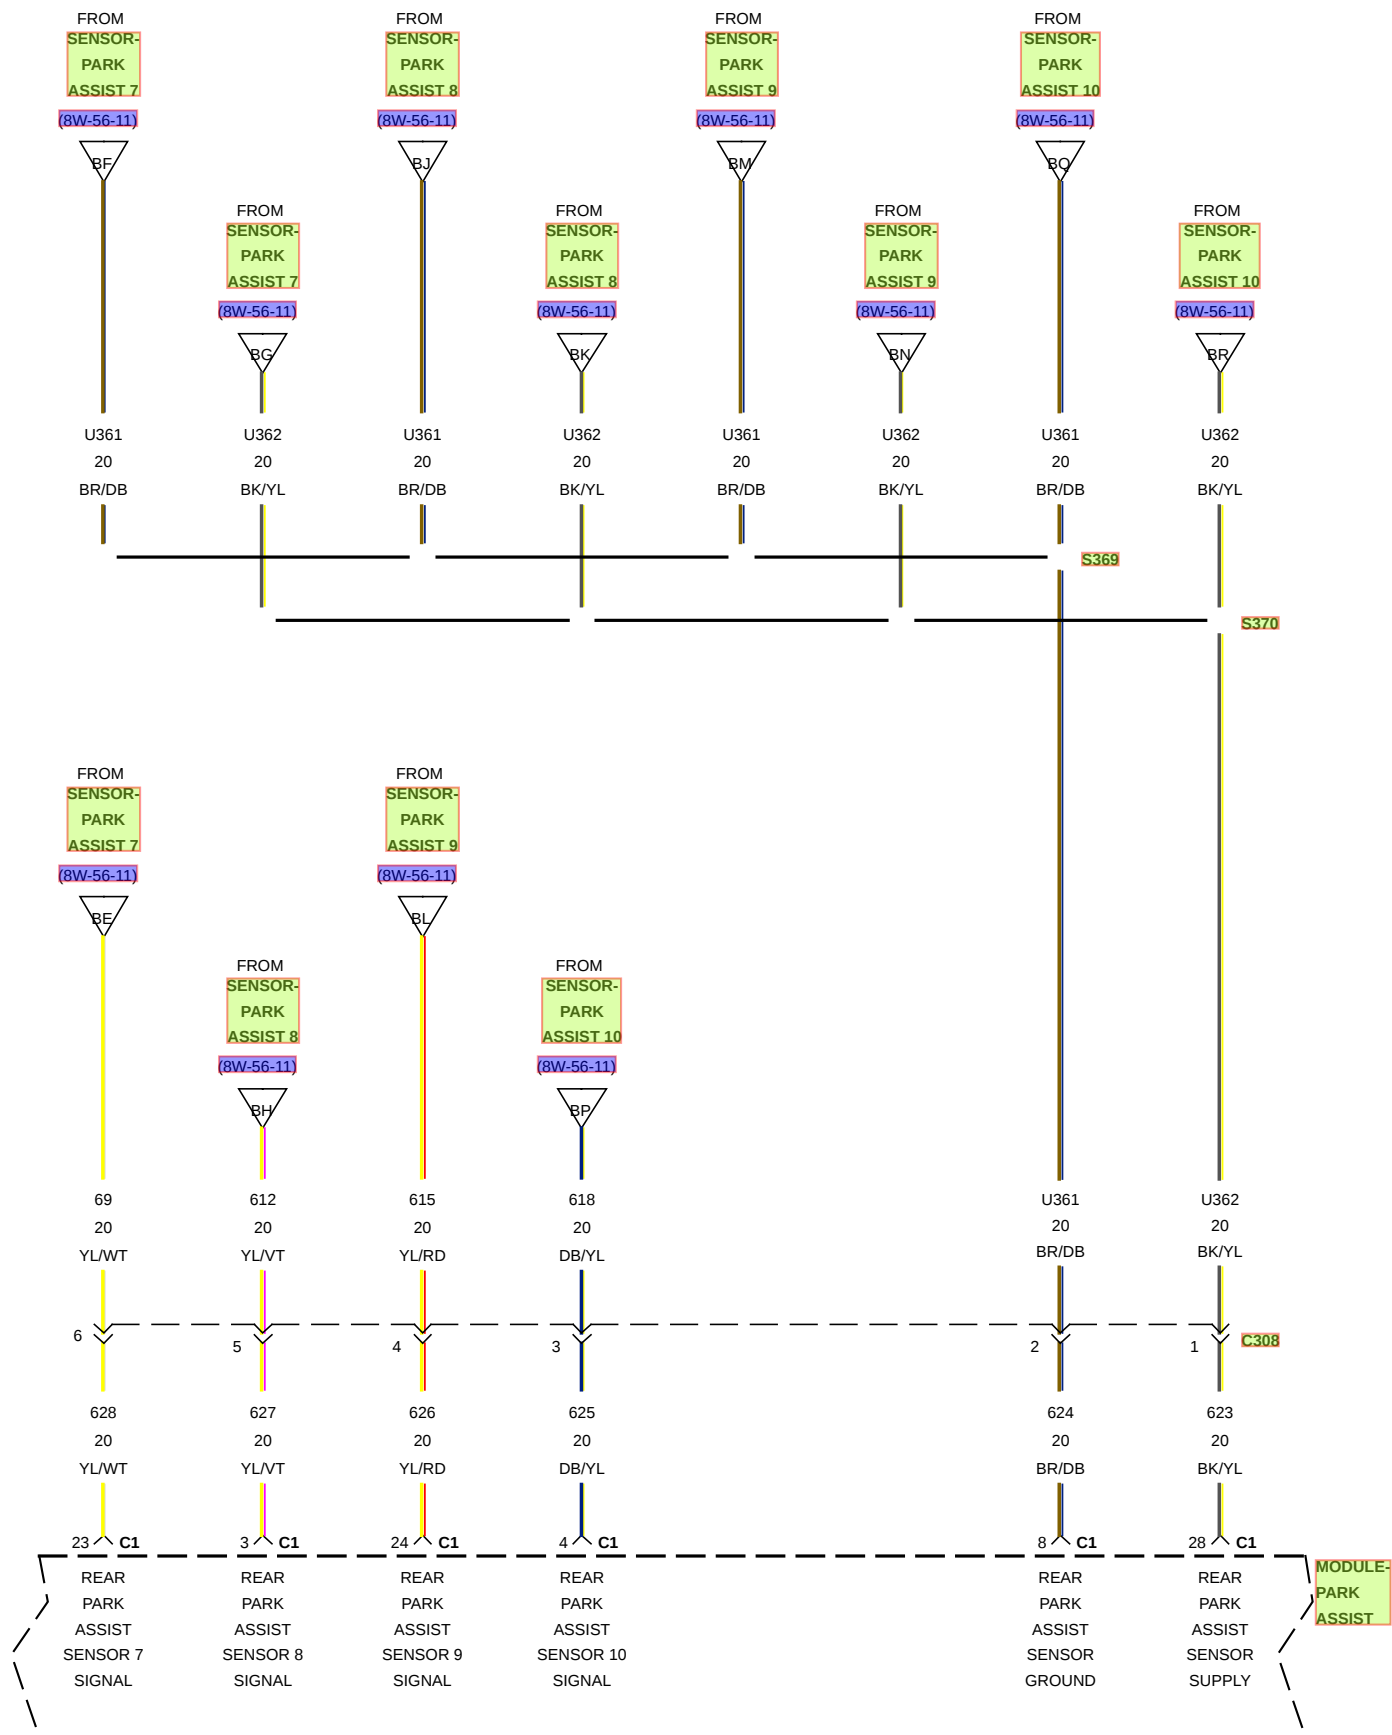 FROM FROM FROM FROM
SENSOR- SENSOR- SENSOR- SENSOR-
PARK PARK PARK PARK
ASSIST 7 ASSIST 8 ASSIST 9 ASSIST 10
(8W-56-11) (8W-56-11) (8W-56-11) (8W-56-11)
BF BJ BM BQ
FROM FROM FROM FROM
SENSOR- SENSOR- SENSOR- SENSOR-
PARK PARK PARK PARK
ASSIST 7 ASSIST 8 ASSIST 9 ASSIST 10
(8W-56-11) (8W-56-11) (8W-56-11) (8W-56-11)
BG BK BN BR
U361 U362 U361 U362 U361 U362 U361 U362
20 20 20 20 20 20 20 20
BR/DB BK/YL BR/DB BK/YL BR/DB BK/YL BR/DB BK/YL
S369
S370
FROM FROM
SENSOR- SENSOR-
PARK PARK
ASSIST 7 ASSIST 9
(8W-56-11) (8W-56-11)
BE BL
FROM FROM
SENSOR- SENSOR-
PARK PARK
ASSIST 8 ASSIST 10
(8W-56-11) (8W-56-11)
BH BP
69 612 615 618 U361 U362
20 20 20 20 20 20
YL/WT YL/VT YL/RD DB/YL BR/DB BK/YL
6 5 4 3 2 1 C308
628 627 626 625 624 623
20 20 20 20 20 20
YL/WT YL/VT YL/RD DB/YL BR/DB BK/YL
23 C1 3 C1 24 C1 4 C1 8 C1 28 C1
REAR REAR REAR REAR REAR REAR
PARK PARK PARK PARK PARK PARK
ASSIST ASSIST ASSIST ASSIST ASSIST ASSIST
SENSOR 7 SENSOR 8 SENSOR 9 SENSOR 10 SENSOR SENSOR
SIGNAL SIGNAL SIGNAL SIGNAL GROUND SUPPLY
MODULE-
PARK
ASSIST